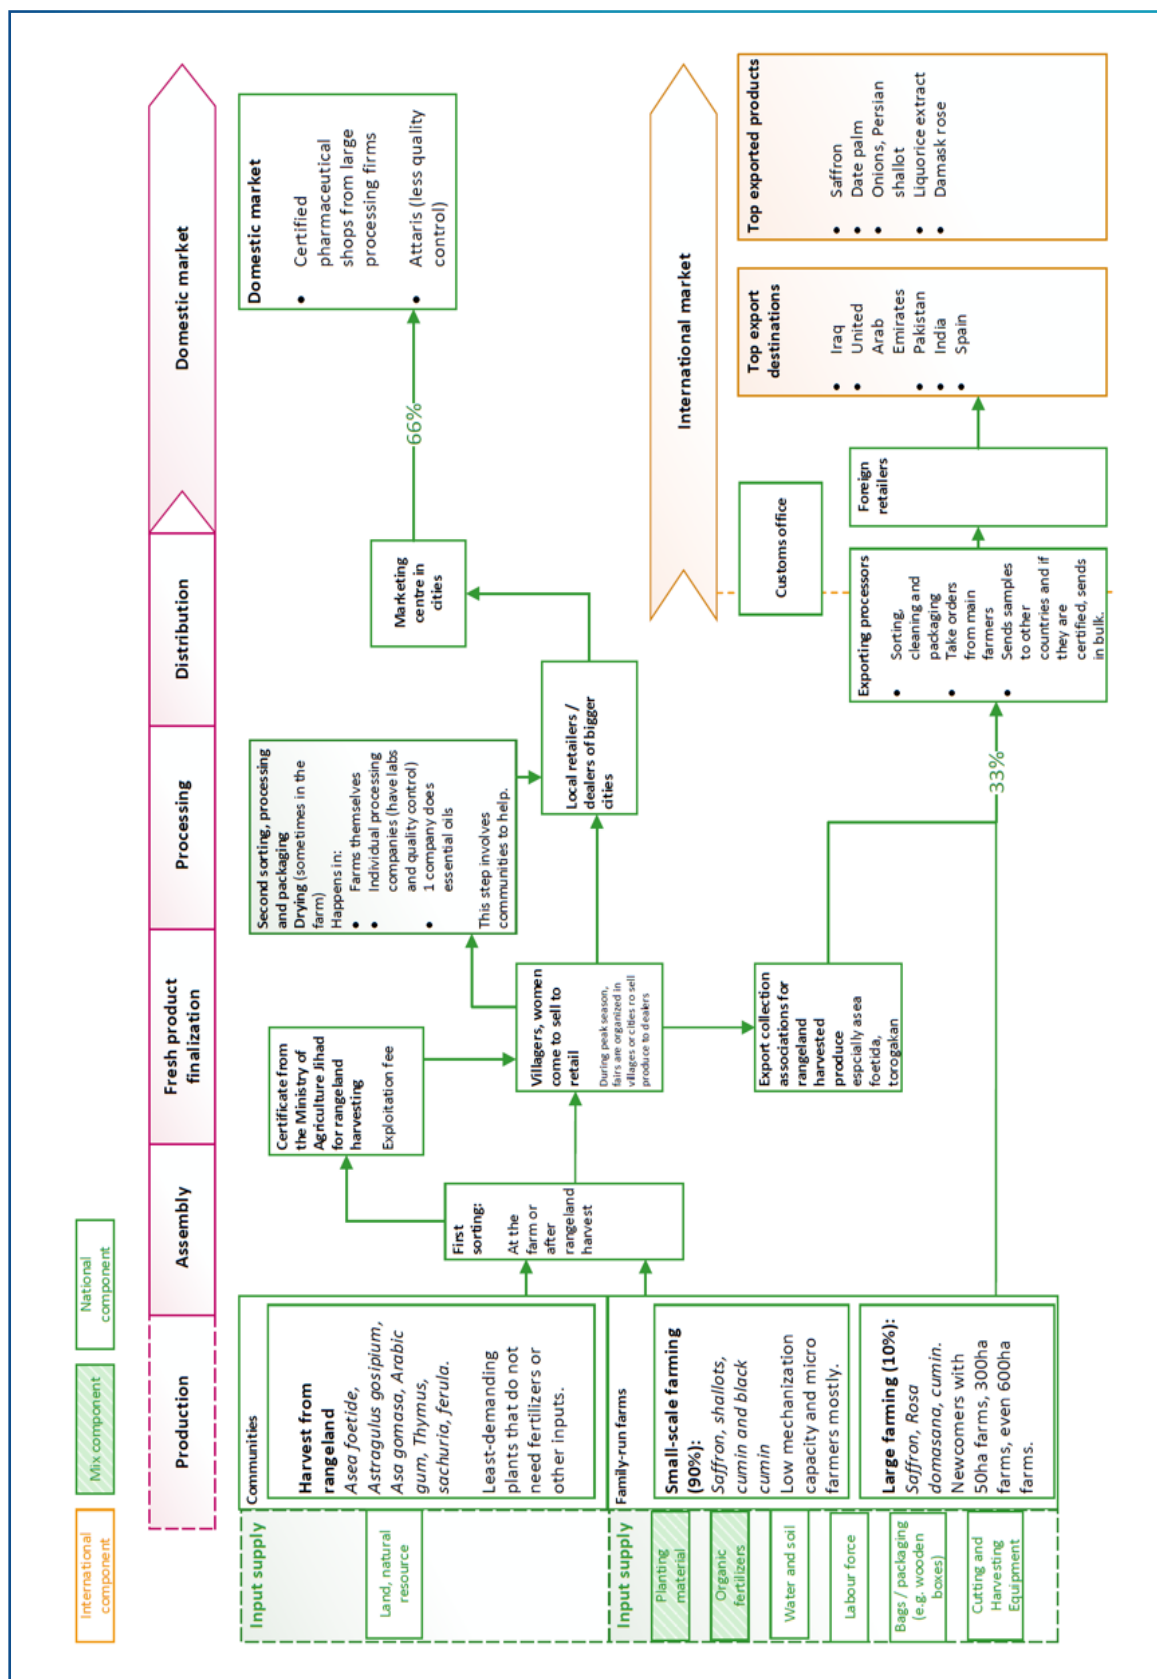 International
component
Mix component
National
component
Production
Assembly
Fresh product
finalization
Processing
Distribution
Domestic market
Input supply
Land, natural
resource
Communities
Harvest from
rangeland
Asea foetide,
Astragulus gosipium,
Asa gomasa, Arabic
gum, Thymus,
sachuria, ferula.
Least-demanding
plants that do not
need fertilizers or
other inputs.
Input supply
Planting
material
Organic
fertilizers
Water and soil
Labour force
Bags / packaging
(e.g. wooden
boxes)
Cutting and
Harvesting
Equipment
Family-run farms
Small-scale farming
(90%):
Saffron, shallots,
cumin and black
cumin
Low mechanization
capacity and micro
farmers mostly.
Large farming (10%):
Saffron, Rosa
domasana, cumin.
Newcomers with
50ha farms, 300ha
farms, even 600ha
farms.
First
sorting:
At the
farm or
after
rangeland
harvest
Certificate from
the Ministry of
Agriculture Jihad
for rangeland
harvesting
Exploitation fee
Villagers, women
come to sell to
retail
During peak season,
fairs are organized in
villages or cities ro sell
produce to dealers
Export collection
associations for
rangeland
harvested
produce
especially asea
foetida,
torogakan
Second sorting, processing
and packaging
Drying (sometimes in the
farm)
Happens in:
• Farms themselves
• Individual processing
companies (have labs
and quality control)
• 1 company does
essential oils
This step involves
communities to help.
Local retailers /
dealers of bigger
cities
Marketing
centre in
cities
66%
Domestic market
• Certified
pharmaceutical
shops from large
processing firms
• Attaris (less quality
control)
International market
Customs office
33%
Exporting processors
• Sorting,
cleaning and
packaging
• Take orders
from main
farmers
• Sends samples
to other
countries and if
they are
certified, sends
in bulk.
Foreign
retailers
Top export
destinations
• Iraq
• United
Arab
Emirates
• Pakistan
• India
• Spain
Top exported products
• Saffron
• Date palm
• Onions, Persian
shallot
• Liquorice extract
• Damask rose